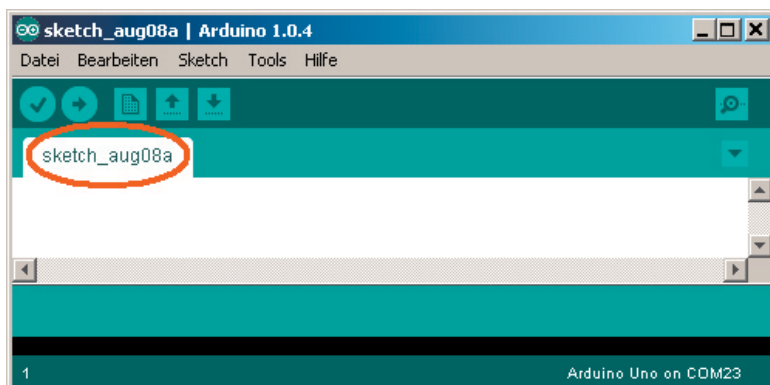 sketch_aug08a | Arduino 1.0.4
Datei Bearbeiten Sketch Tools Hilfe
sketch_aug08a
1 Arduino Uno on COM23